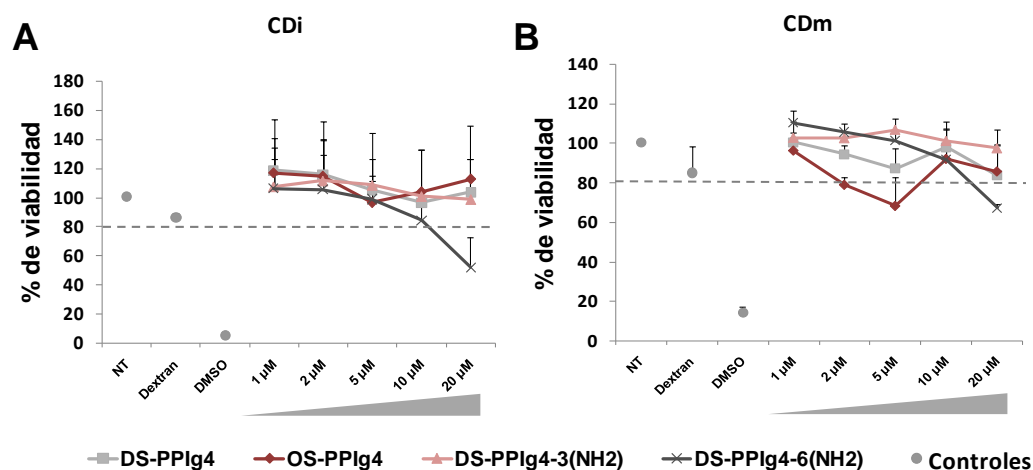 A
CDi
% de viabilidad
180
160
140
120
100
80
60
40
20
0
NT
Dextran
DMSO
1 µM
2 µM
5 µM
10 µM
20 µM
B
CDm
% de viabilidad
140
120
100
80
60
40
20
0
NT
Dextran
DMSO
1 µM
2 µM
5 µM
10 µM
20 µM
DS-PPIg4 OS-PPIg4 DS-PPIg4-3(NH2) DS-PPIg4-6(NH2) Controles